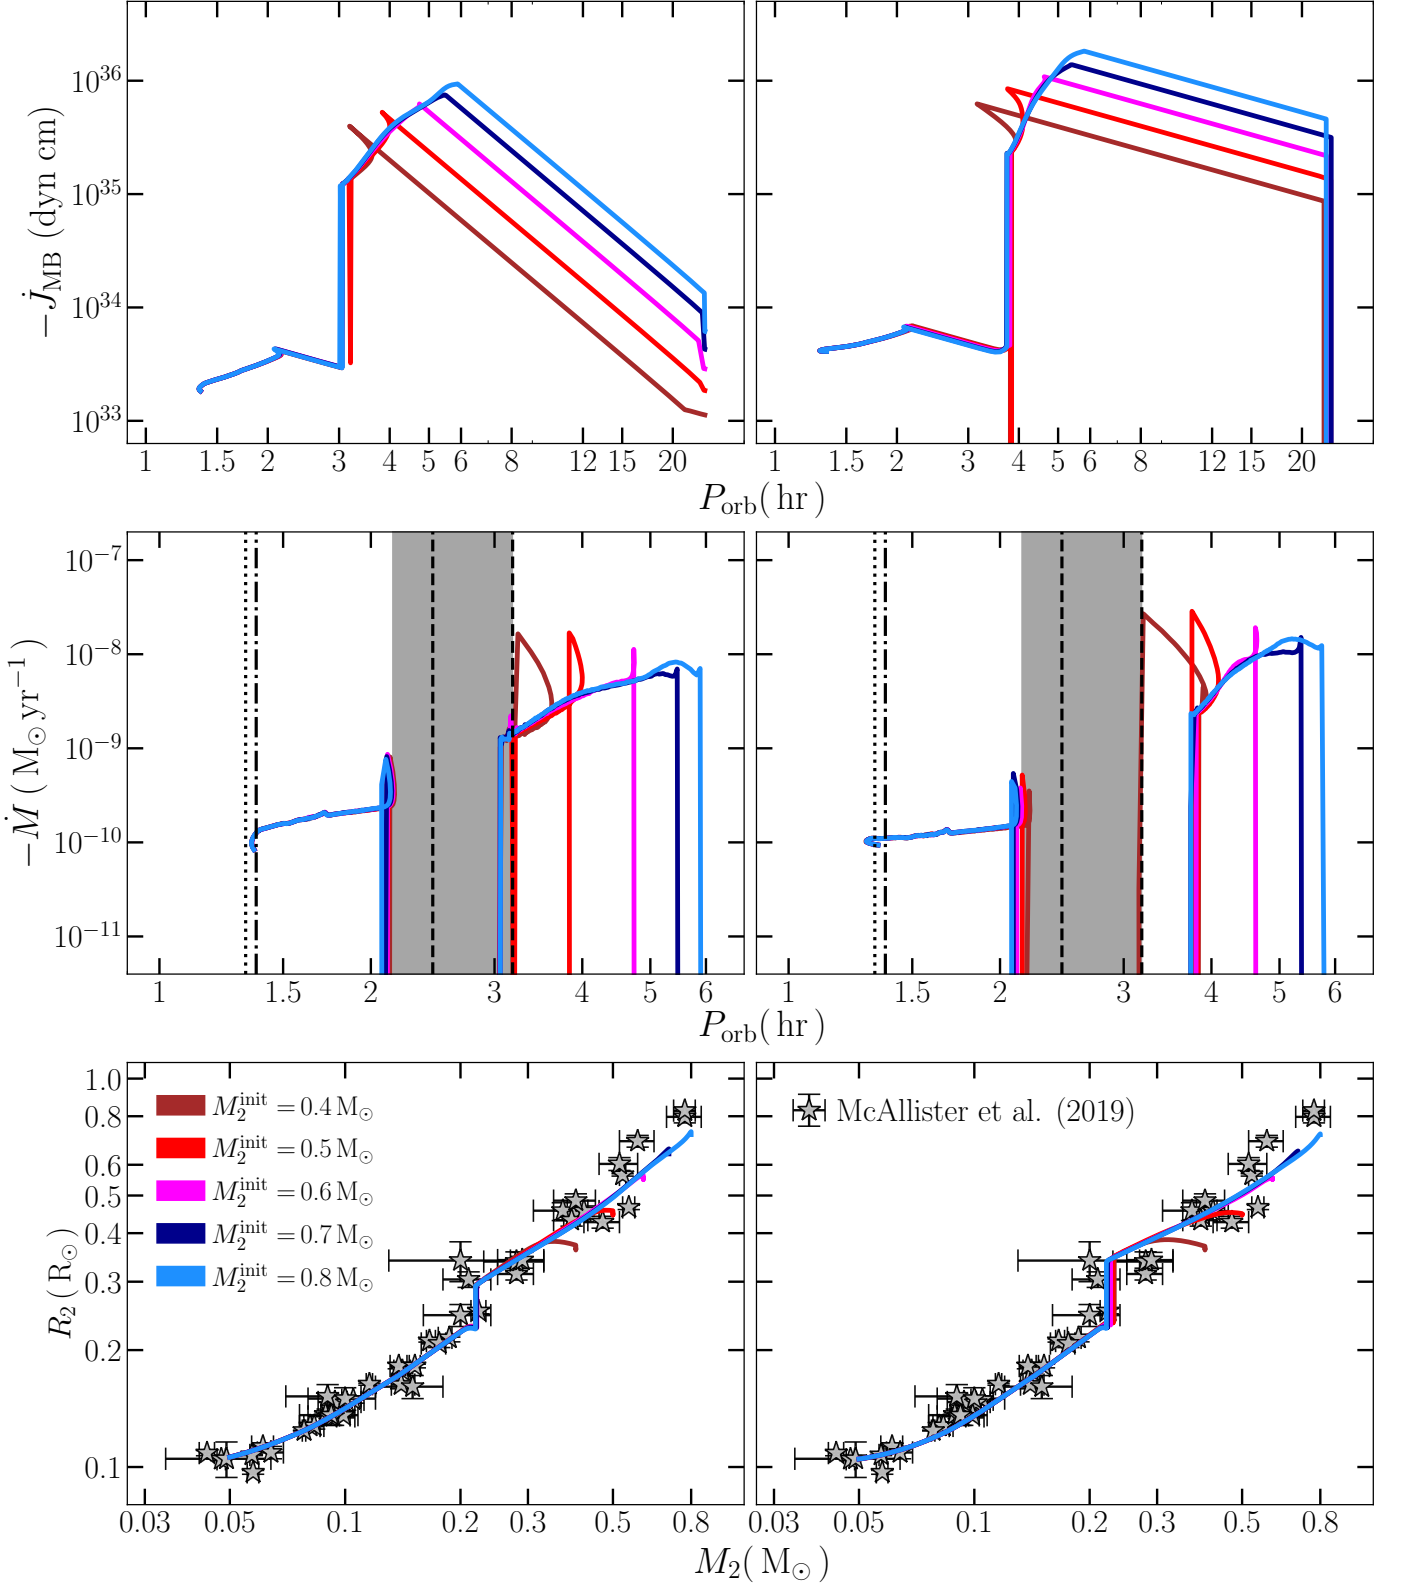 10^36
10^35
10^34
10^33
−J̇_MB (dyn cm)
1 1.5 2 3 4 5 6 8 12 15 20
1 1.5 2 3 4 5 6 8 12 15 20
P_orb (hr)
P_orb (hr)
10^−7
10^−8
10^−9
10^−10
10^−11
−Ṁ (M_⊙ yr^−1)
1 1.5 2 3 4 5 6
1 1.5 2 3 4 5 6
P_orb (hr)
P_orb (hr)
1.0
0.8
0.6
0.5
0.4
0.3
0.2
0.1
R_2 (R_⊙)
M_2^init = 0.4 M_⊙
M_2^init = 0.5 M_⊙
M_2^init = 0.6 M_⊙
M_2^init = 0.7 M_⊙
M_2^init = 0.8 M_⊙
McAllister et al. (2019)
0.03 0.05 0.1 0.2 0.3 0.5 0.8
0.03 0.05 0.1 0.2 0.3 0.5 0.8
M_2 (M_⊙)